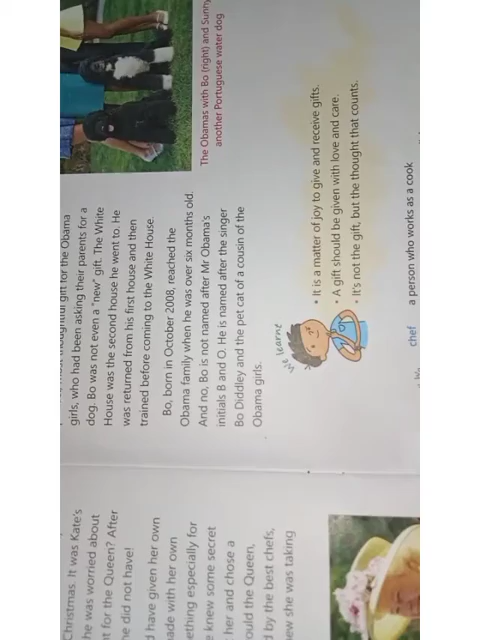 Christmas. It was Kate's
he was worried about
nt for the Queen? After
he did not have!
d have given her own
made with her own
ething especially for
e knew some secret
her and chose a
ould the Queen,
d by the best chefs,
new she was taking
thoughtful gift for the Obama
girls, who had been asking their parents for a
dog. Bo was not even a "new" gift. The White
House was the second house he went to. He
was returned from his first house and then
trained before coming to the White House.
Bo, born in October 2008, reached the
Obama family when he was over six months old.
And no, Bo is not named after Mr Obama's
initials B and O. He is named after the singer
Bo Diddley and the pet cat of a cousin of the
Obama girls.
The Obamas with Bo (right) and Sunny
another Portuguese water dog
We learne
• It is a matter of joy to give and receive gifts.
• A gift should be given with love and care.
• It's not the gift, but the thought that counts.
chef a person who works as a cook